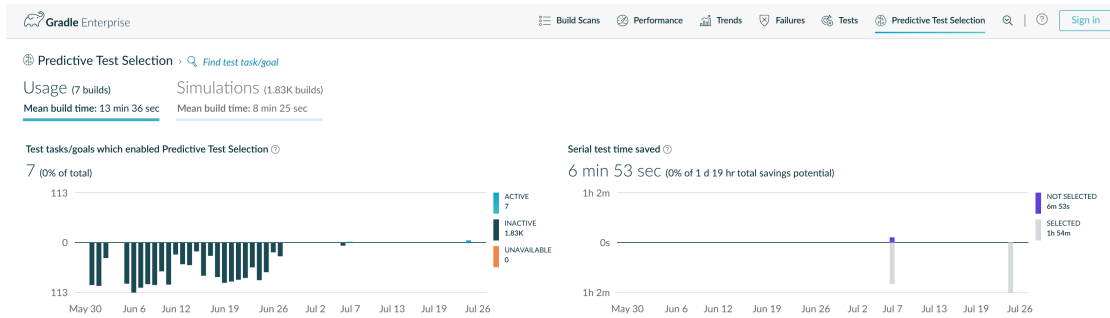 Gradle Enterprise
Build Scans
Performance
Trends
Failures
Tests
Predictive Test Selection
?
Sign in
Predictive Test Selection › Find test task/goal
Usage (7 builds)
Mean build time: 13 min 36 sec
Simulations (1.83K builds)
Mean build time: 8 min 25 sec
Test tasks/goals which enabled Predictive Test Selection ?
7 (0% of total)
113
0
113
May 30 Jun 6 Jun 12 Jun 19 Jun 26 Jul 2 Jul 7 Jul 13 Jul 19 Jul 26
ACTIVE
7
INACTIVE
1.83K
UNAVAILABLE
0
Serial test time saved ?
6 min 53 sec (0% of 1 d 19 hr total savings potential)
1h 2m
0s
1h 2m
May 30 Jun 6 Jun 12 Jun 19 Jun 26 Jul 2 Jul 7 Jul 13 Jul 19 Jul 26
NOT SELECTED
6m 53s
SELECTED
1h 54m